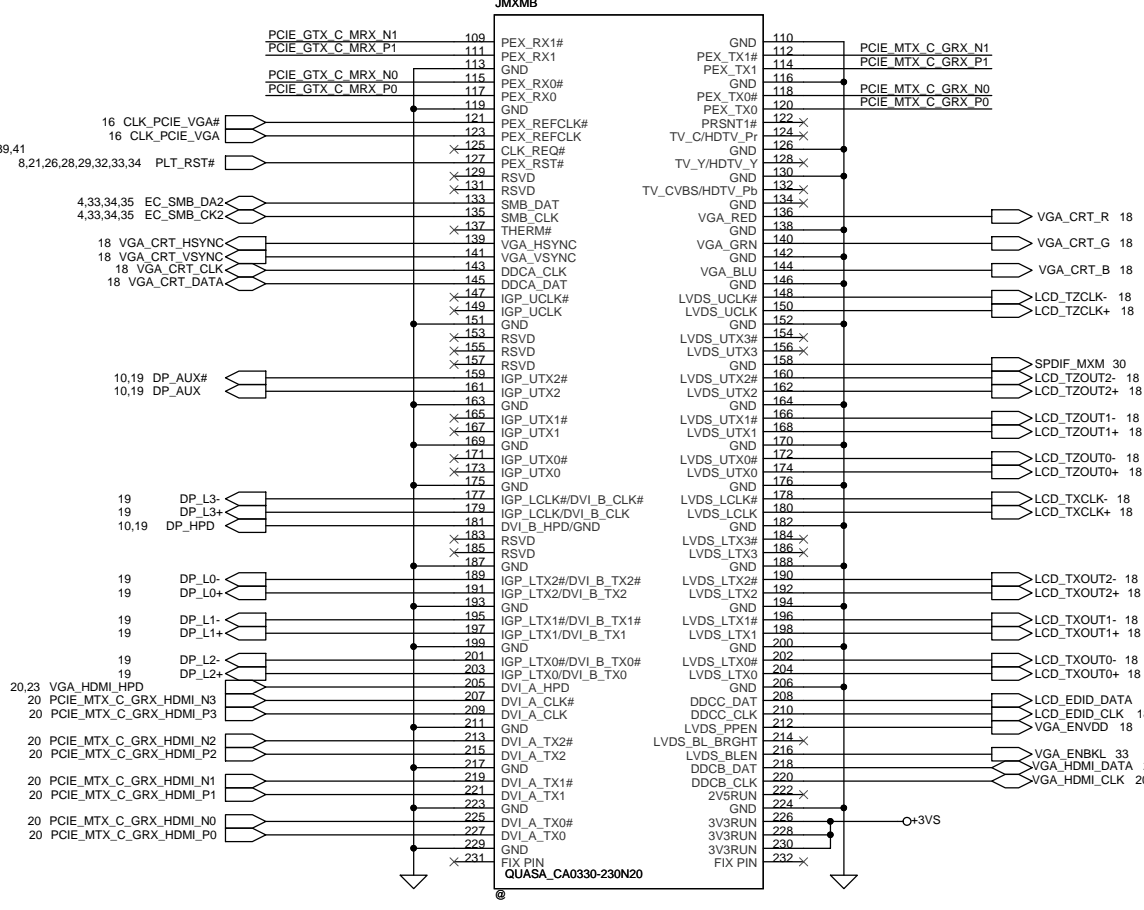 JMXMB
PCIE_GTX_C_MRX_N1 109 PEX_RX1# GND 110
PCIE_GTX_C_MRX_P1 111 PEX_RX1 PEX_TX1# 112 PCIE_MTX_C_GRX_N1
113 GND PEX_TX1 114 PCIE_MTX_C_GRX_P1
PCIE_GTX_C_MRX_N0 115 PEX_RX0# GND 116
PCIE_GTX_C_MRX_P0 117 PEX_RX0 PEX_TX0# 118 PCIE_MTX_C_GRX_N0
119 GND PEX_TX0 120 PCIE_MTX_C_GRX_P0
16 CLK_PCIE_VGA# 121 PEX_REFCLK# PRSNT1# 122
16 CLK_PCIE_VGA 123 PEX_REFCLK TV_C/HDTV_Pr 124
39,41 125 CLK_REQ# GND 126
8,21,26,28,29,32,33,34 PLT_RST# 127 PEX_RST# TV_Y/HDTV_Y 128
129 RSVD GND 130
131 RSVD TV_CVBS/HDTV_Pb 132
4,33,34,35 EC_SMB_DA2 133 SMB_DAT GND 134
4,33,34,35 EC_SMB_CK2 135 SMB_CLK VGA_RED 136 VGA_CRT_R 18
137 THERM# GND 138
18 VGA_CRT_HSYNC 139 VGA_HSYNC VGA_GRN 140 VGA_CRT_G 18
18 VGA_CRT_VSYNC 141 VGA_VSYNC GND 142
18 VGA_CRT_CLK 143 DDCA_CLK VGA_BLU 144 VGA_CRT_B 18
18 VGA_CRT_DATA 145 DDCA_DAT GND 146
147 IGP_UCLK# LVDS_UCLK# 148 LCD_TZCLK- 18
149 IGP_UCLK LVDS_UCLK 150 LCD_TZCLK+ 18
151 GND GND 152
153 RSVD LVDS_UTX3# 154
155 RSVD LVDS_UTX3 156
157 RSVD GND 158 SPDIF_MXM 30
10,19 DP_AUX# 159 IGP_UTX2# LVDS_UTX2# 160 LCD_TZOUT2- 18
10,19 DP_AUX 161 IGP_UTX2 LVDS_UTX2 162 LCD_TZOUT2+ 18
163 GND GND 164
165 IGP_UTX1# LVDS_UTX1# 166 LCD_TZOUT1- 18
167 IGP_UTX1 LVDS_UTX1 168 LCD_TZOUT1+ 18
169 GND GND 170
171 IGP_UTX0# LVDS_UTX0# 172 LCD_TZOUT0- 18
173 IGP_UTX0 LVDS_UTX0 174 LCD_TZOUT0+ 18
175 GND GND 176
19 DP_L3- 177 IGP_LCLK#/DVI_B_CLK# LVDS_LCLK# 178 LCD_TXCLK- 18
19 DP_L3+ 179 IGP_LCLK/DVI_B_CLK LVDS_LCLK 180 LCD_TXCLK+ 18
10,19 DP_HPD 181 DVI_B_HPD/GND GND 182
183 RSVD LVDS_LTX3# 184
185 RSVD LVDS_LTX3 186
187 GND GND 188
19 DP_L0- 189 IGP_LTX2#/DVI_B_TX2# LVDS_LTX2# 190 LCD_TXOUT2- 18
19 DP_L0+ 191 IGP_LTX2/DVI_B_TX2 LVDS_LTX2 192 LCD_TXOUT2+ 18
193 GND GND 194
19 DP_L1- 195 IGP_LTX1#/DVI_B_TX1# LVDS_LTX1# 196 LCD_TXOUT1- 18
19 DP_L1+ 197 IGP_LTX1/DVI_B_TX1 LVDS_LTX1 198 LCD_TXOUT1+ 18
199 GND GND 200
19 DP_L2- 201 IGP_LTX0#/DVI_B_TX0# LVDS_LTX0# 202 LCD_TXOUT0- 18
19 DP_L2+ 203 IGP_LTX0/DVI_B_TX0 LVDS_LTX0 204 LCD_TXOUT0+ 18
20,23 VGA_HDMI_HPD 205 DVI_A_HPD GND 206
20 PCIE_MTX_C_GRX_HDMI_N3 207 DVI_A_CLK# DDCC_DAT 208 LCD_EDID_DATA
20 PCIE_MTX_C_GRX_HDMI_P3 209 DVI_A_CLK DDCC_CLK 210 LCD_EDID_CLK
211 GND LVDS_PPEN 212 VGA_ENVDD 18
20 PCIE_MTX_C_GRX_HDMI_N2 213 DVI_A_TX2# LVDS_BL_BRGHT 214
20 PCIE_MTX_C_GRX_HDMI_P2 215 DVI_A_TX2 LVDS_BLEN 216 VGA_ENBKL 33
217 GND DDCB_DAT 218 VGA_HDMI_DATA
20 PCIE_MTX_C_GRX_HDMI_N1 219 DVI_A_TX1# DDCB_CLK 220 VGA_HDMI_CLK
20 PCIE_MTX_C_GRX_HDMI_P1 221 DVI_A_TX1 2V5RUN 222
223 GND GND 224
20 PCIE_MTX_C_GRX_HDMI_N0 225 DVI_A_TX0# 3V3RUN 226 +3VS
20 PCIE_MTX_C_GRX_HDMI_P0 227 DVI_A_TX0 3V3RUN 228
229 GND 3V3RUN 230
231 FIX PIN FIX PIN 232
QUASA_CA0330-230N20
@